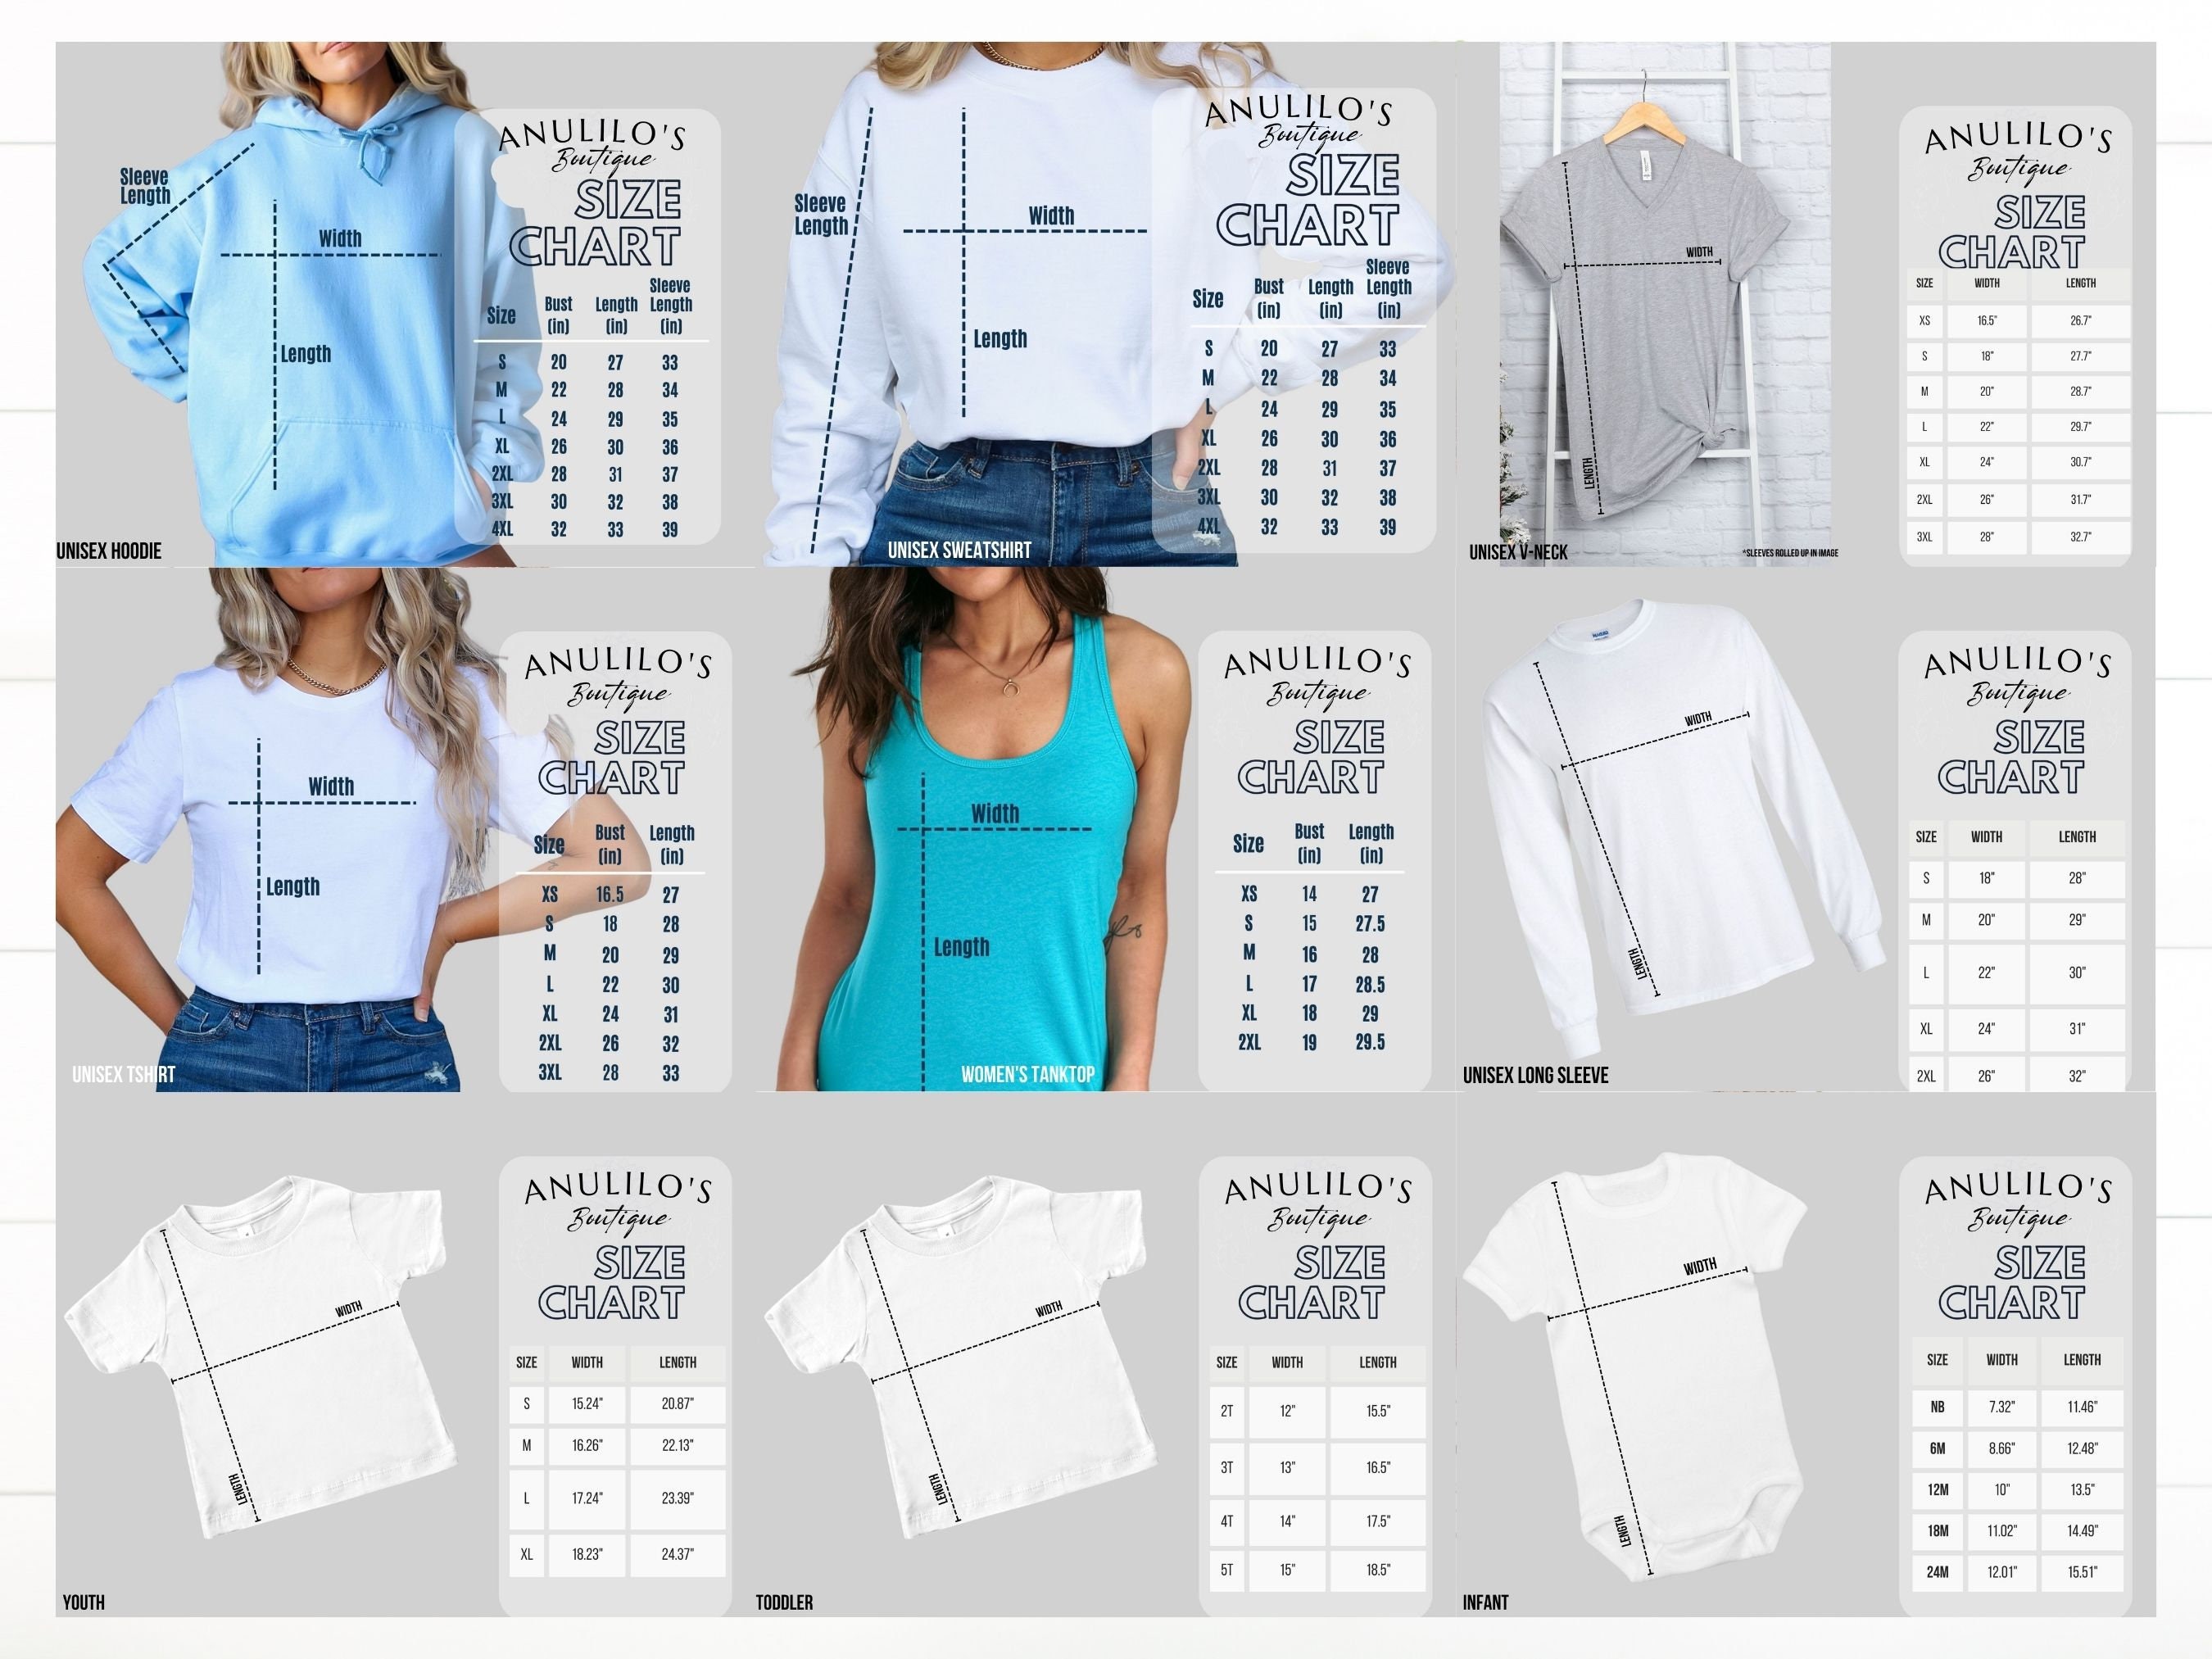 ANULILO'S
Boutique
SIZE
CHART
Sleeve
Length
Width
Length
Size Bust (in) Length (in) Sleeve Length (in)
S 20 27 33
M 22 28 34
L 24 29 35
XL 26 30 36
2XL 28 31 37
3XL 30 32 38
4XL 32 33 39
UNISEX HOODIE
ANULILO'S
Boutique
SIZE
CHART
Sleeve
Length
Width
Length
Size Bust (in) Length (in) Sleeve Length (in)
S 20 27 33
M 22 28 34
L 24 29 35
XL 26 30 36
2XL 28 31 37
3XL 30 32 38
4XL 32 33 39
UNISEX SWEATSHIRT
ANULILO'S
Boutique
SIZE
CHART
WIDTH
LENGTH
SIZE WIDTH LENGTH
XS 16.5" 26.7"
S 18" 27.7"
M 20" 28.7"
L 22" 29.7"
XL 24" 30.7"
2XL 26" 31.7"
3XL 28" 32.7"
UNISEX V-NECK
*SLEEVES ROLLED UP IN IMAGE
ANULILO'S
Boutique
SIZE
CHART
Width
Length
Size Bust (in) Length (in)
XS 16.5 27
S 18 28
M 20 29
L 22 30
XL 24 31
2XL 26 32
3XL 28 33
UNISEX TSHIRT
ANULILO'S
Boutique
SIZE
CHART
Width
Length
Size Bust (in) Length (in)
XS 14 27
S 15 27.5
M 16 28
L 17 28.5
XL 18 29
2XL 19 29.5
WOMEN'S TANKTOP
ANULILO'S
Boutique
SIZE
CHART
WIDTH
LENGTH
SIZE WIDTH LENGTH
S 18" 28"
M 20" 29"
L 22" 30"
XL 24" 31"
2XL 26" 32"
UNISEX LONG SLEEVE
ANULILO'S
Boutique
SIZE
CHART
WIDTH
LENGTH
SIZE WIDTH LENGTH
S 15.24" 20.87"
M 16.26" 22.13"
L 17.24" 23.39"
XL 18.23" 24.37"
YOUTH
ANULILO'S
Boutique
SIZE
CHART
WIDTH
LENGTH
SIZE WIDTH LENGTH
2T 12" 15.5"
3T 13" 16.5"
4T 14" 17.5"
5T 15" 18.5"
TODDLER
ANULILO'S
Boutique
SIZE
CHART
WIDTH
LENGTH
SIZE WIDTH LENGTH
NB 7.32" 11.46"
6M 8.66" 12.48"
12M 10" 13.5"
18M 11.02" 14.49"
24M 12.01" 15.51"
INFANT